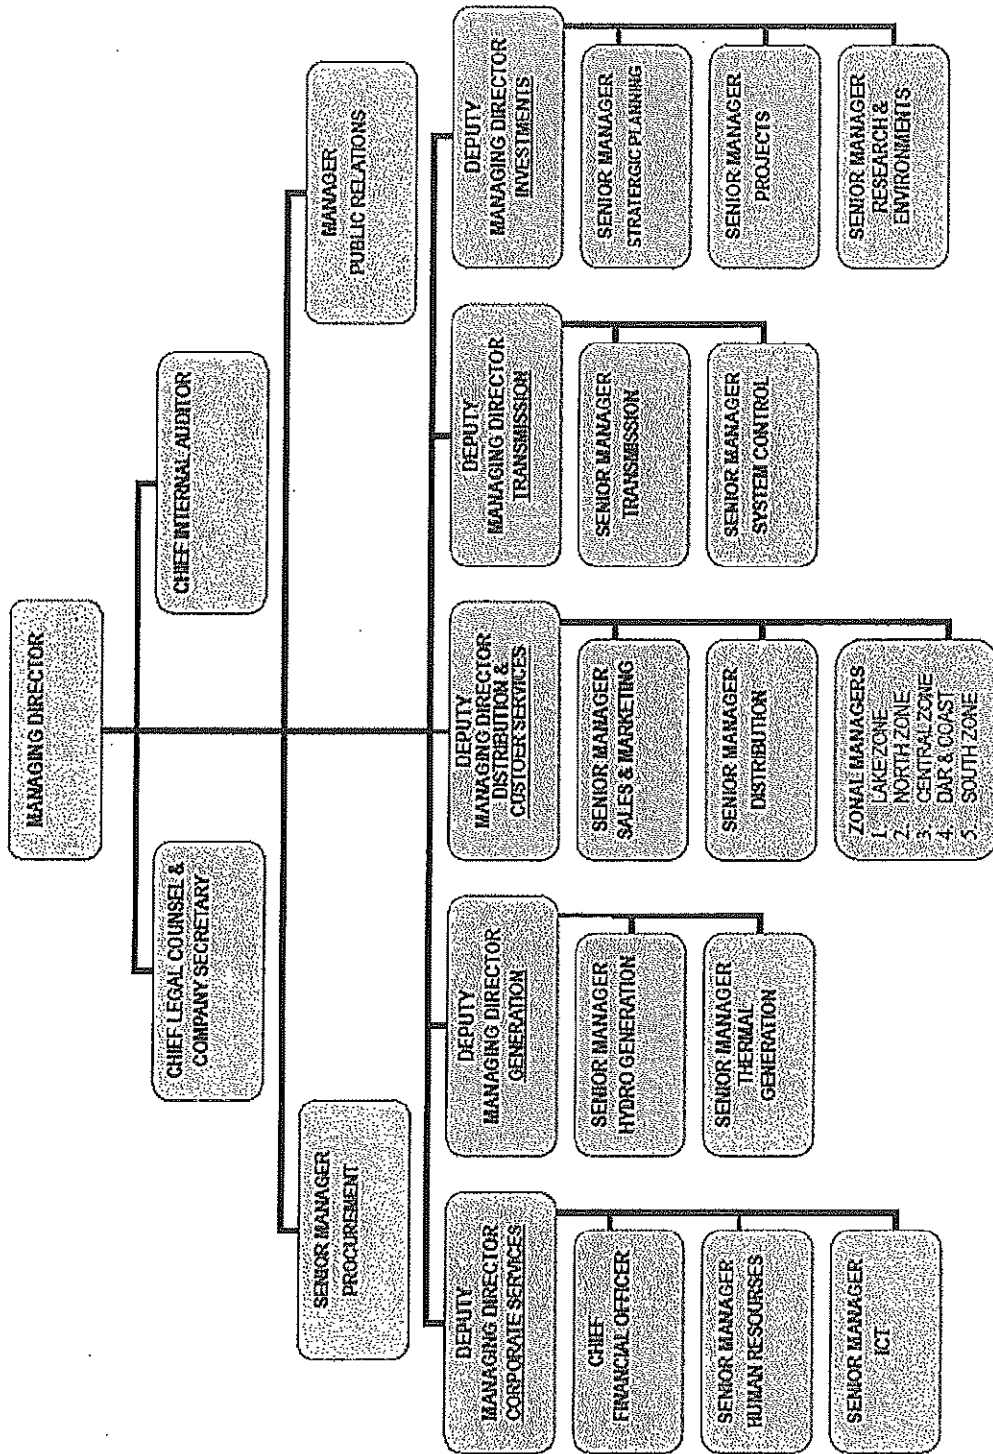 MANAGING DIRECTOR
CHIEF LEGAL COUNSEL &
COMPANY SECRETARY
CHIEF INTERNAL AUDITOR
SENIOR MANAGER
PROCUREMENT
MANAGER
PUBLIC RELATIONS
DEPUTY
MANAGING DIRECTOR
CORPORATE SERVICES
CHIEF
FINANCIAL OFFICER
SENIOR MANAGER
HUMAN RESOURSES
SENIOR MANAGER
ICT
DEPUTY
MANAGING DIRECTOR
GENERATION
SENIOR MANAGER
HYDRO GENERATION
SENIOR MANAGER
THERMAL
GENERATION
DEPUTY
MANAGING DIRECTOR
DISTRIBUTION &
CUSTOMER SERVICES
SENIOR MANAGER
SALES & MARKETING
SENIOR MANAGER
DISTRIBUTION
ZONAL MANAGERS
1. LAKE ZONE
2. NORTH ZONE
3. CENTRAL ZONE
4. DAR & COAST
5. SOUTH ZONE
DEPUTY
MANAGING DIRECTOR
TRANSMISSION
SENIOR MANAGER
TRANSMISSION
SENIOR MANAGER
SYSTEM CONTROL
DEPUTY
MANAGING DIRECTOR
INVESTMENTS
SENIOR MANAGER
STRATERGIC PLANNING
SENIOR MANAGER
PROJECTS
SENIOR MANAGER
RESEARCH &
ENVIRONMENTS